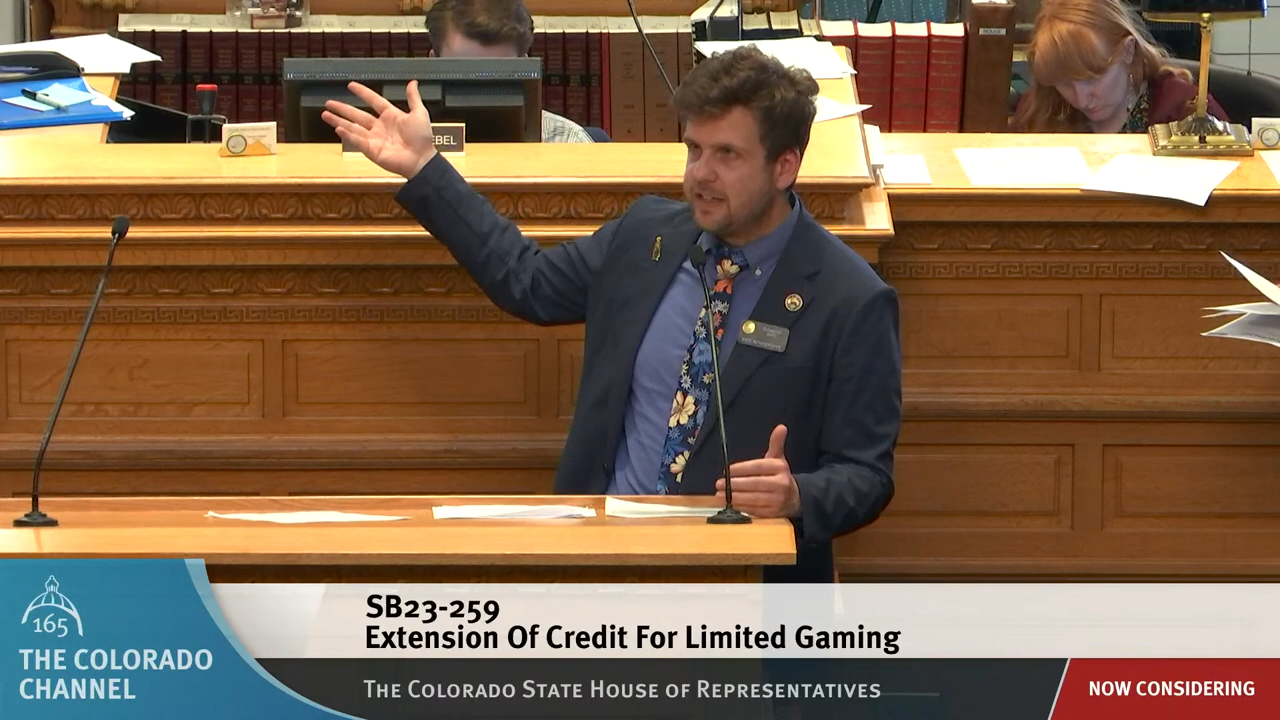 HOUSE
EBEL
165
THE COLORADO
CHANNEL
SB23-259
Extension Of Credit For Limited Gaming
THE COLORADO STATE HOUSE OF REPRESENTATIVES
NOW CONSIDERING